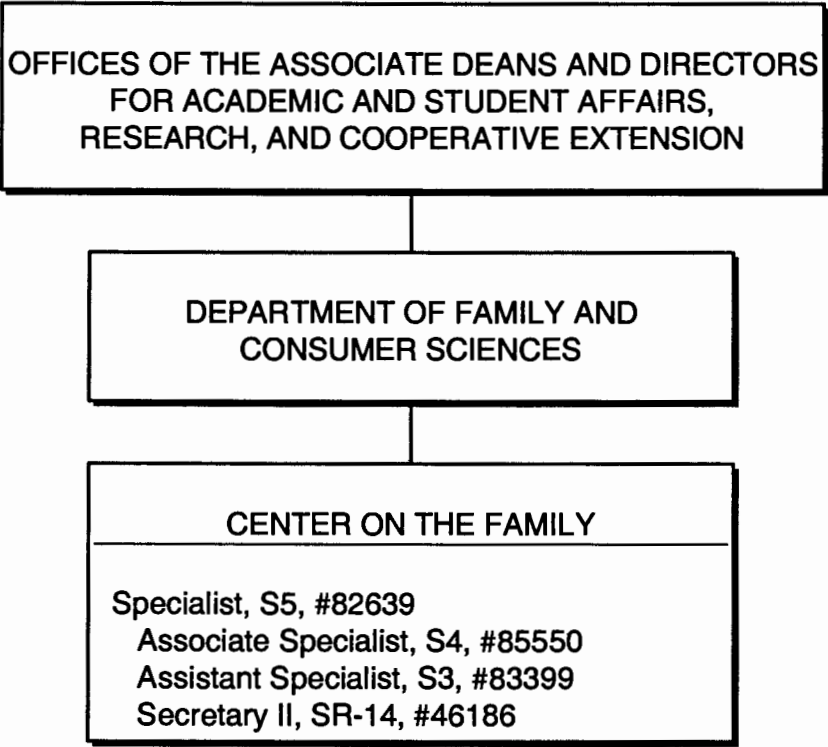 OFFICES OF THE ASSOCIATE DEANS AND DIRECTORS
FOR ACADEMIC AND STUDENT AFFAIRS,
RESEARCH, AND COOPERATIVE EXTENSION
DEPARTMENT OF FAMILY AND
CONSUMER SCIENCES
CENTER ON THE FAMILY
Specialist, S5, #82639
Associate Specialist, S4, #85550
Assistant Specialist, S3, #83399
Secretary II, SR-14, #46186